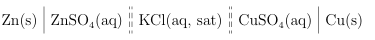 Zn(s) | ZnSO₄(aq) ¦¦ KCl(aq, sat) ¦¦ CuSO₄(aq) | Cu(s)